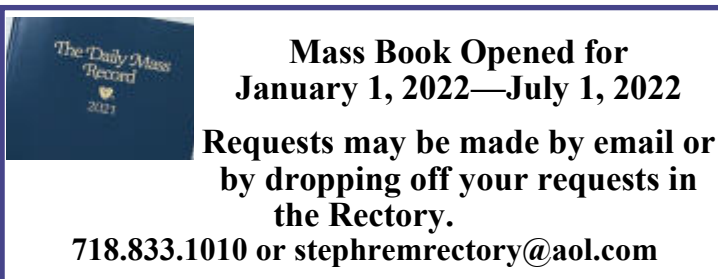 The Daily Mass
Record
2021
Mass Book Opened for
January 1, 2022—July 1, 2022
Requests may be made by email or
by dropping off your requests in
the Rectory.
718.833.1010 or stephremrectory@aol.com